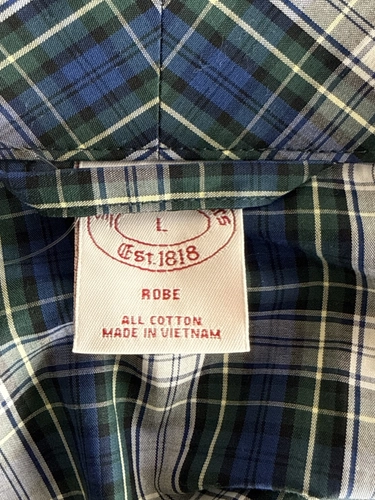 L
Est. 1818
ROBE
ALL COTTON
MADE IN VIETNAM